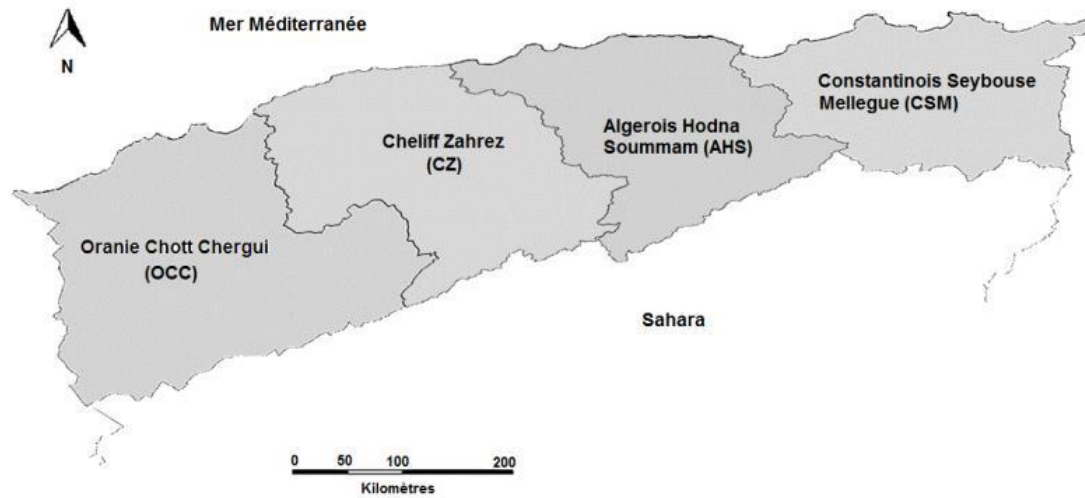 Mer Méditerranée
N
Constantinois Seybouse
Mellegue (CSM)
Algerois Hodna
Soummam (AHS)
Cheliff Zahrez
(CZ)
Oranie Chott Chergui
(OCC)
Sahara
0 50 100 200
Kilomètres